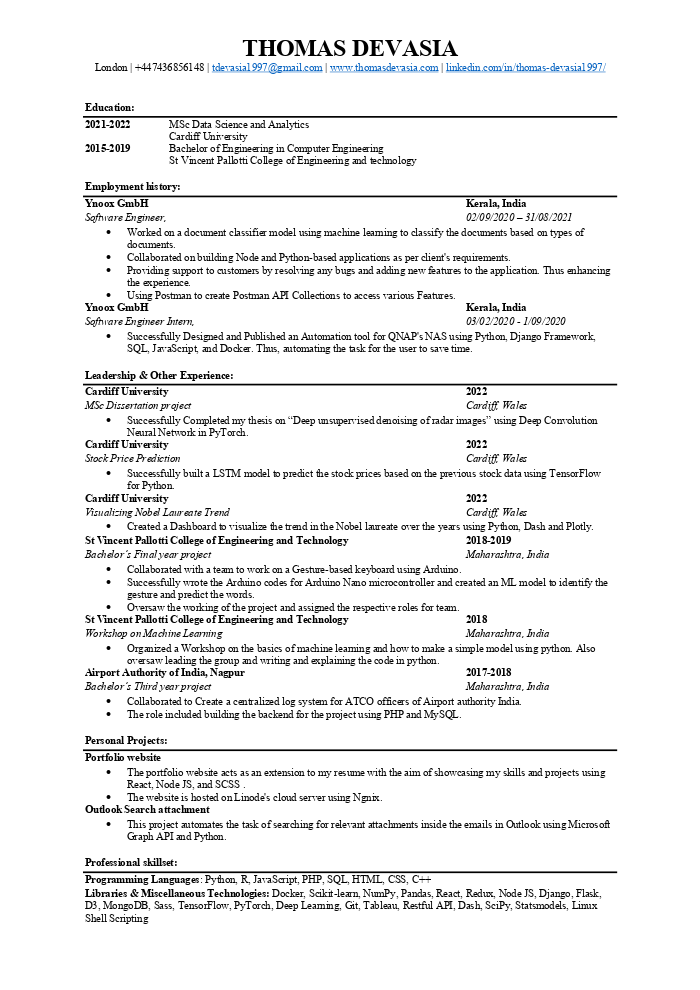 THOMAS DEVASIA
London | +447436856148 | tdevasia1997@gmail.com | www.thomasdevasia.com | linkedin.com/in/thomas-devasia1997/
Education:
2021-2022 MSc Data Science and Analytics
Cardiff University
2015-2019 Bachelor of Engineering in Computer Engineering
St Vincent Pallotti College of Engineering and technology
Employment history:
Ynoox GmbH Kerala, India
Software Engineer, 02/09/2020 – 31/08/2021
• Worked on a document classifier model using machine learning to classify the documents based on types of
documents.
• Collaborated on building Node and Python-based applications as per client's requirements.
• Providing support to customers by resolving any bugs and adding new features to the application. Thus enhancing
the experience.
• Using Postman to create Postman API Collections to access various Features.
Ynoox GmbH Kerala, India
Software Engineer Intern, 03/02/2020 - 1/09/2020
• Successfully Designed and Published an Automation tool for QNAP's NAS using Python, Django Framework,
SQL, JavaScript, and Docker. Thus, automating the task for the user to save time.
Leadership & Other Experience:
Cardiff University 2022
MSc Dissertation project Cardiff, Wales
• Successfully Completed my thesis on “Deep unsupervised denoising of radar images” using Deep Convolution
Neural Network in PyTorch.
Cardiff University 2022
Stock Price Prediction Cardiff, Wales
• Successfully built a LSTM model to predict the stock prices based on the previous stock data using TensorFlow
for Python.
Cardiff University 2022
Visualizing Nobel Laureate Trend Cardiff, Wales
• Created a Dashboard to visualize the trend in the Nobel laureate over the years using Python, Dash and Plotly.
St Vincent Pallotti College of Engineering and Technology 2018-2019
Bachelor's Final year project Maharashtra, India
• Collaborated with a team to work on a Gesture-based keyboard using Arduino.
• Successfully wrote the Arduino codes for Arduino Nano microcontroller and created an ML model to identify the
gesture and predict the words.
• Oversaw the working of the project and assigned the respective roles for team.
St Vincent Pallotti College of Engineering and Technology 2018
Workshop on Machine Learning Maharashtra, India
• Organized a Workshop on the basics of machine learning and how to make a simple model using python. Also
oversaw leading the group and writing and explaining the code in python.
Airport Authority of India, Nagpur 2017-2018
Bachelor's Third year project Maharashtra, India
• Collaborated to Create a centralized log system for ATCO officers of Airport authority India.
• The role included building the backend for the project using PHP and MySQL.
Personal Projects:
Portfolio website
• The portfolio website acts as an extension to my resume with the aim of showcasing my skills and projects using
React, Node JS, and SCSS .
• The website is hosted on Linode's cloud server using Ngnix.
Outlook Search attachment
• This project automates the task of searching for relevant attachments inside the emails in Outlook using Microsoft
Graph API and Python.
Professional skillset:
Programming Languages: Python, R, JavaScript, PHP, SQL, HTML, CSS, C++
Libraries & Miscellaneous Technologies: Docker, Scikit-learn, NumPy, Pandas, React, Redux, Node JS, Django, Flask,
D3, MongoDB, Sass, TensorFlow, PyTorch, Deep Learning, Git, Tableau, Restful API, Dash, SciPy, Statsmodels, Linux
Shell Scripting